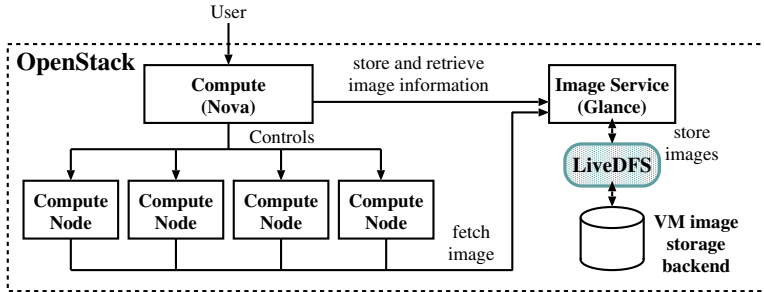 User
OpenStack
Compute
(Nova)
store and retrieve
image information
Image Service
(Glance)
Controls
store
images
LiveDFS
Compute
Node
Compute
Node
Compute
Node
Compute
Node
fetch
image
VM image
storage
backend